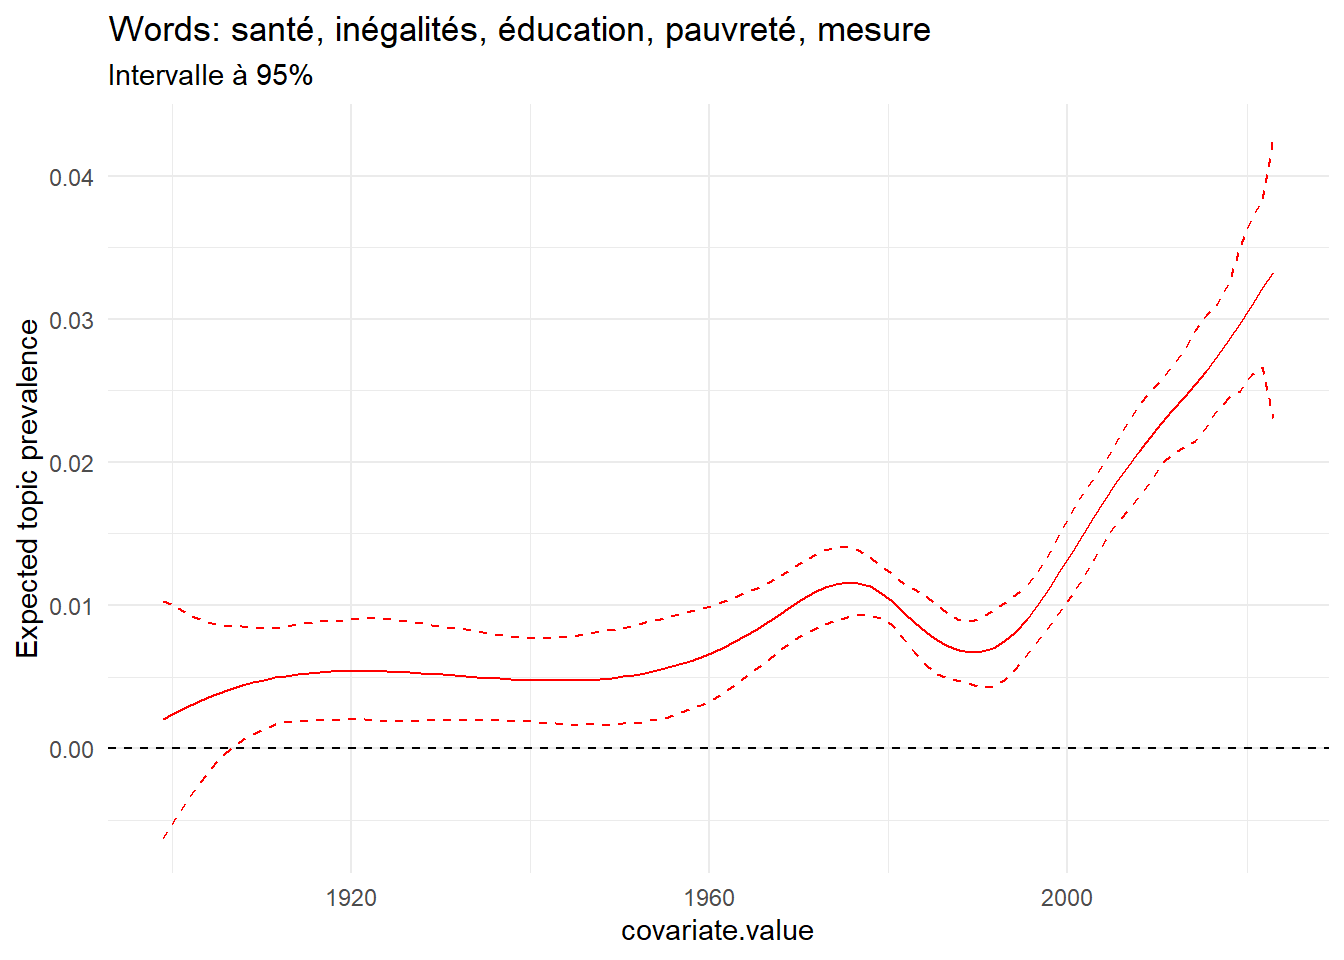 Words: santé, inégalités, éducation, pauvreté, mesure
Intervalle à 95%
Expected topic prevalence
0.04
0.03
0.02
0.01
0.00
1920
1960
2000
covariate.value